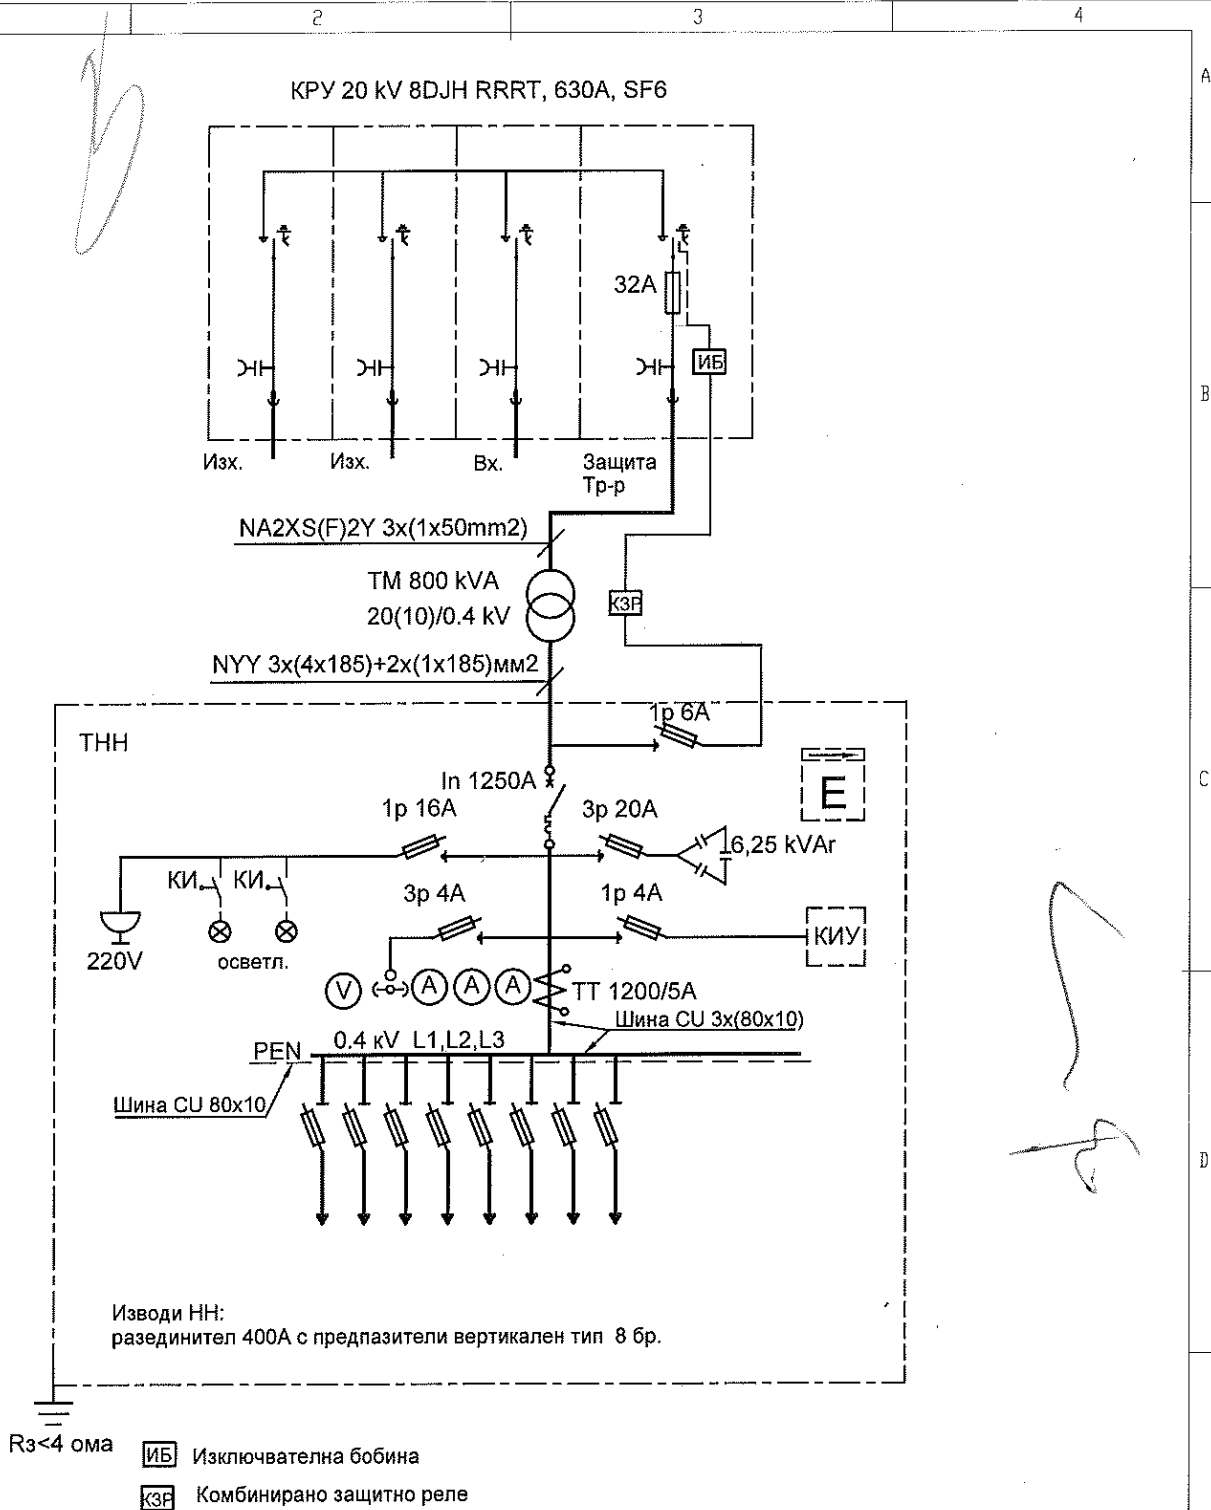 2
3
4
A
КРУ 20 kV 8DJH RRRT, 630A, SF6
32A
ИБ
B
Изх.
Изх.
Вх.
Защита
Тр-р
NA2XS(F)2Y 3x(1x50mm2)
ТМ 800 kVA
20(10)/0.4 kV
КЗР
NYY 3x(4x185)+2x(1x185)мм2
1p 6A
ТНН
In 1250A
E
C
1p 16A
3p 20A
6,25 kVAr
КИ
КИ
3p 4A
1p 4A
КИУ
220V
осветл.
V
A
A
A
ТТ 1200/5A
Шина CU 3x(80x10)
PEN
0.4 кV L1,L2,L3
Шина CU 80x10
D
Изводи НН:
разединител 400А с предпазители вертикален тип 8 бр.
Rз<4 ома
ИБ Изключвателна бобина
КЗР Комбинирано защитно реле